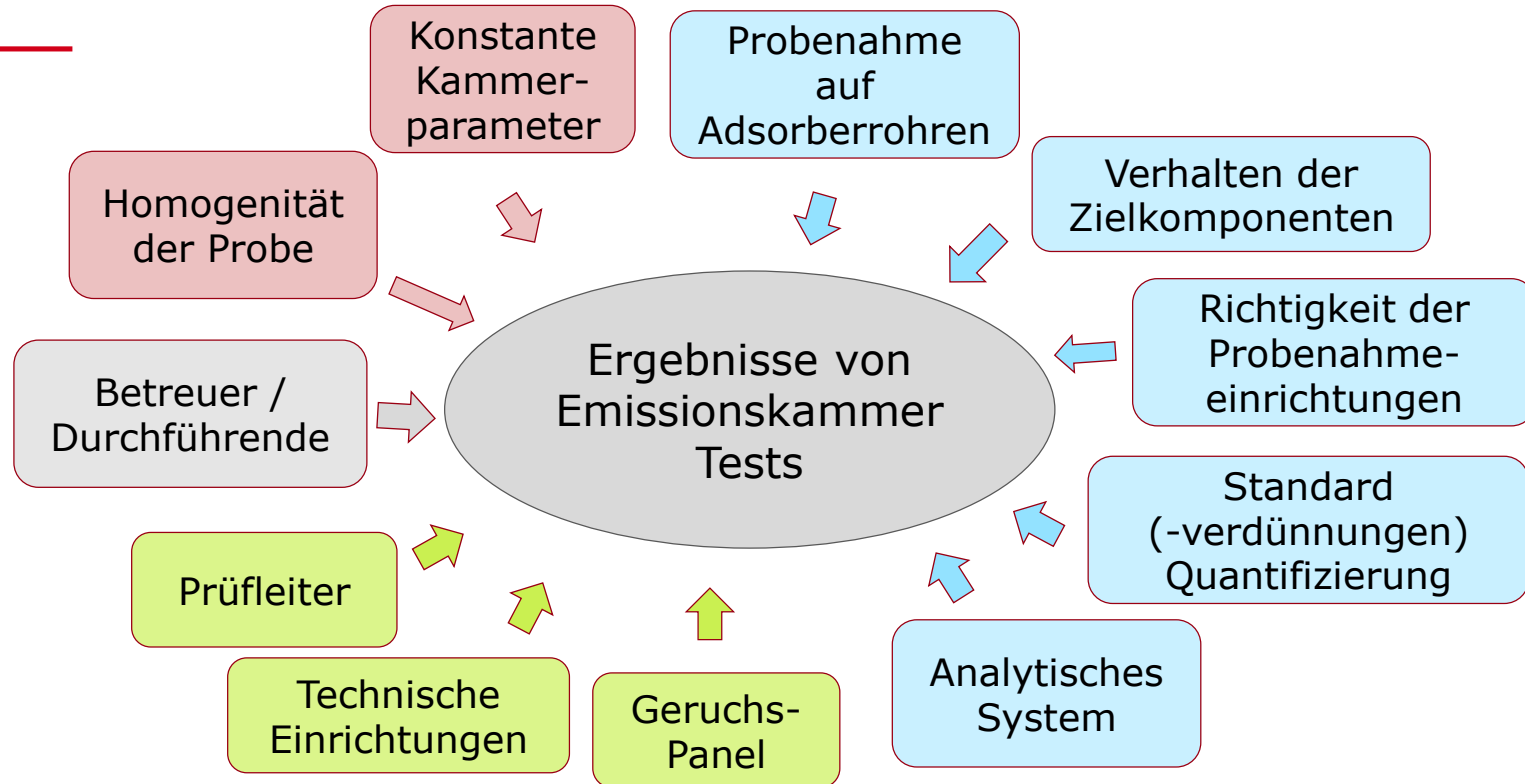 Konstante
Kammer-
parameter
Probenahme
auf
Adsorberrohren
Homogenität
der Probe
Verhalten der
Zielkomponenten
Richtigkeit der
Probenahme-
einrichtungen
Betreuer /
Durchführende
Ergebnisse von
Emissionskammer
Tests
Standard
(-verdünnungen)
Quantifizierung
Prüfleiter
Technische
Einrichtungen
Geruchs-
Panel
Analytisches
System